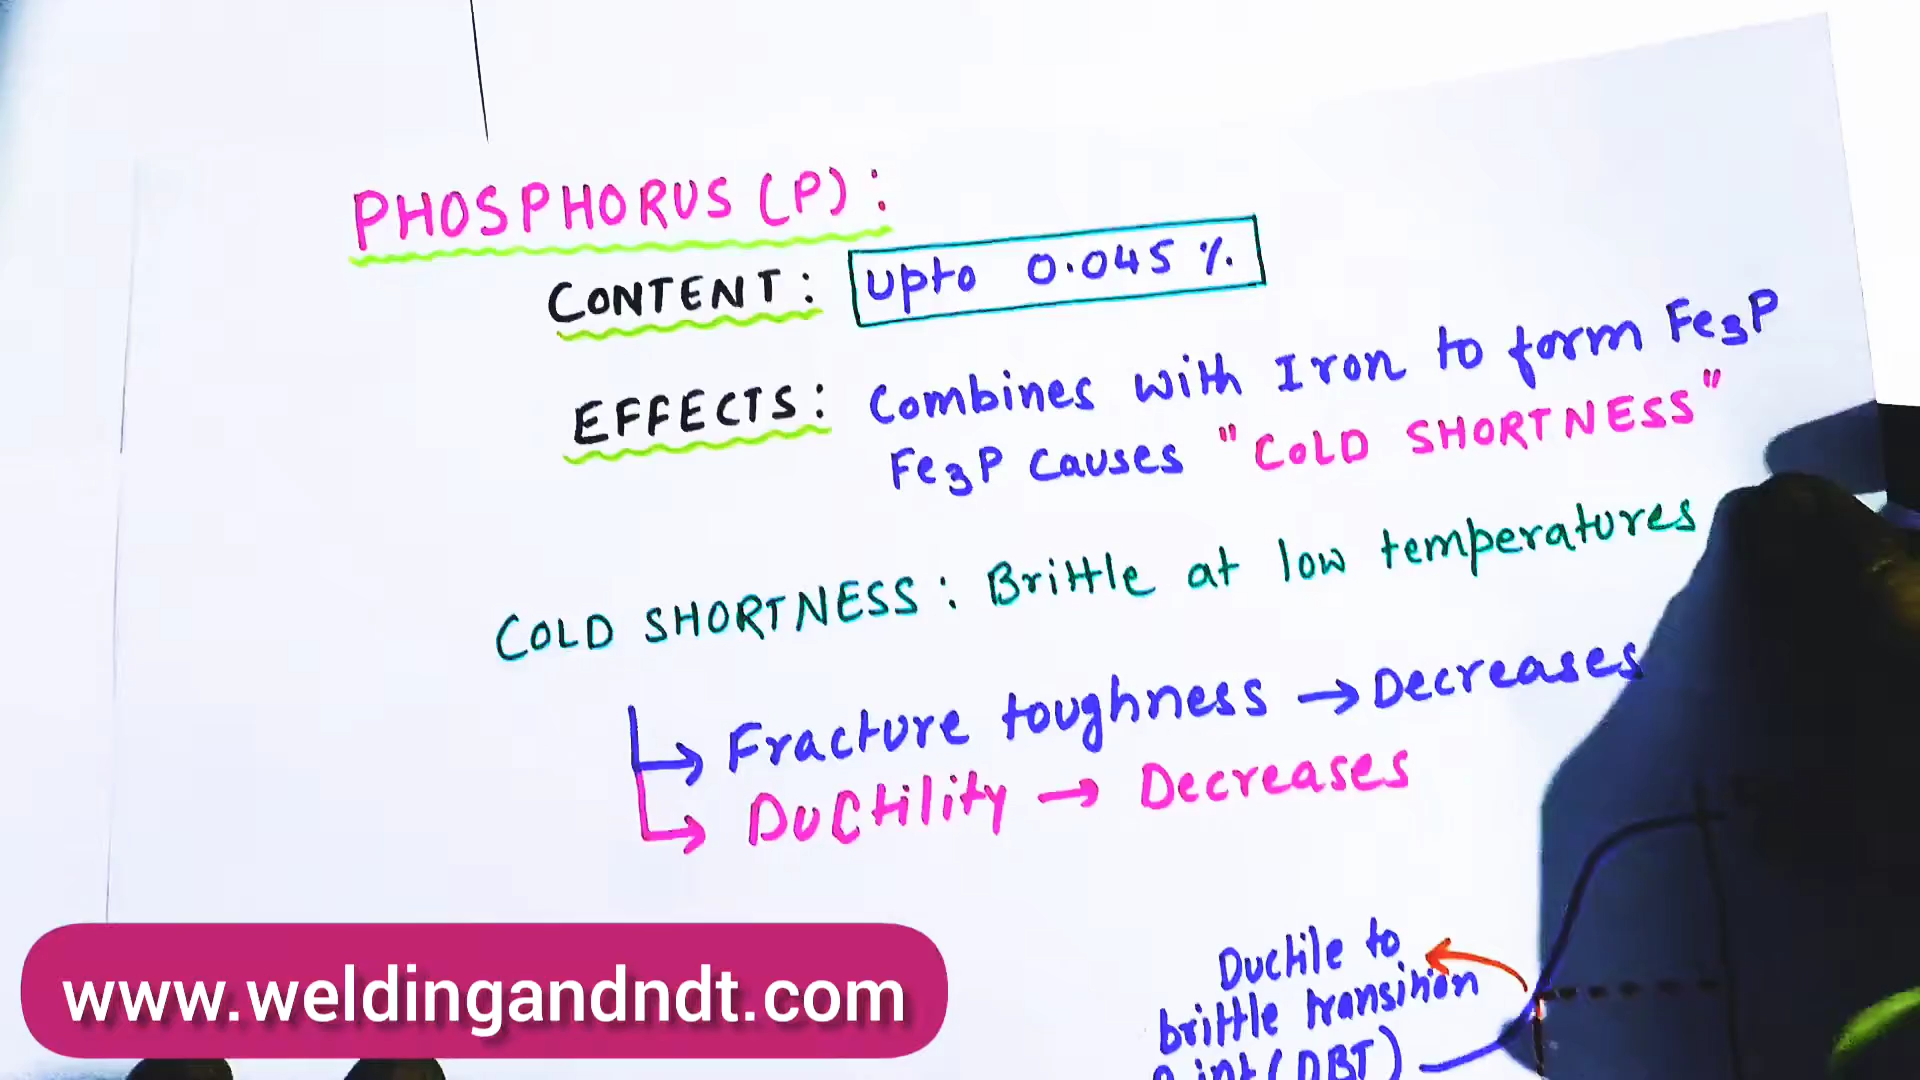 PHOSPHORUS (P):
CONTENT: upto 0.045 %
EFFECTS: Combines with Iron to form Fe3P
Fe3P causes "COLD SHORTNESS"
COLD SHORTNESS: Brittle at low temperatures
→ Fracture toughness → Decreases
→ Ductility → Decreases
Ductile to
brittle transition
(DBT)
www.weldingandndt.com